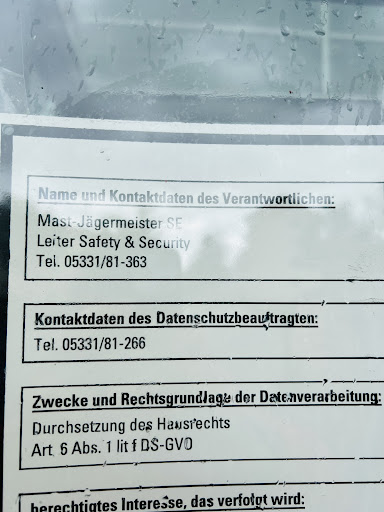 Name und Kontaktdaten des Verantwortlichen:
Mast-Jägermeister SE
Leiter Safety & Security
Tel. 05331/81-363
Kontaktdaten des Datenschutzbeauftragten:
Tel. 05331/81-266
Zwecke und Rechtsgrundlage der Datenverarbeitung:
Durchsetzung des Hausrechts
Art. 6 Abs. 1 lit f DS-GVO
berechtigtes Interesse, das verfolgt wird: